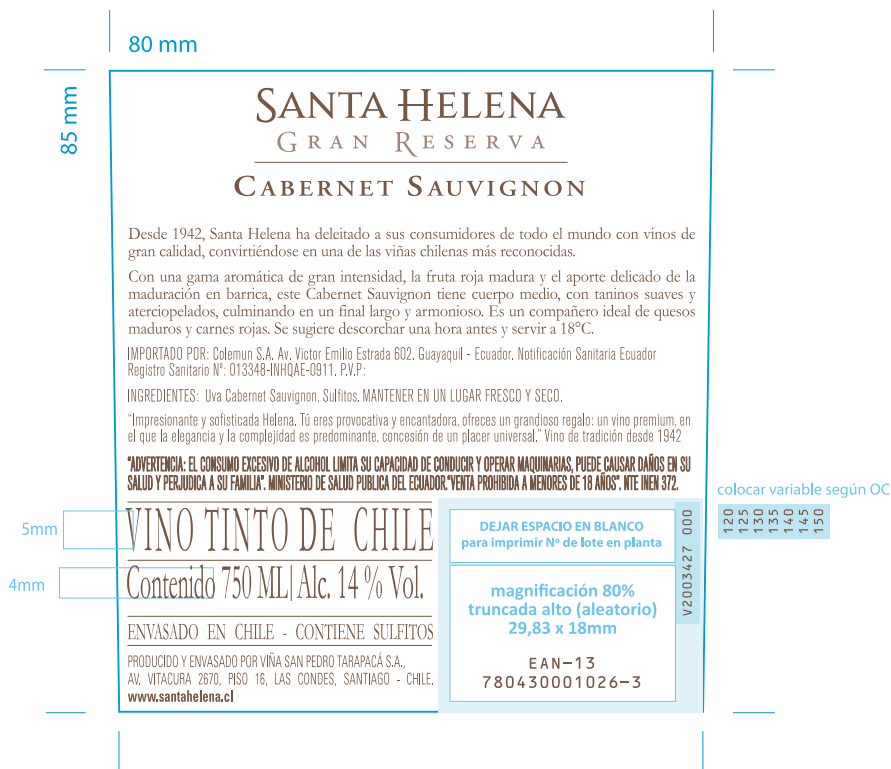 80 mm
85 mm
SANTA HELENA
GRAN RESERVA
CABERNET SAUVIGNON
Desde 1942, Santa Helena ha deleitado a sus consumidores de todo el mundo con vinos de
gran calidad, convirtiéndose en una de las viñas chilenas más reconocidas.
Con una gama aromática de gran intensidad, la fruta roja madura y el aporte delicado de la
maduración en barrica, este Cabernet Sauvignon tiene cuerpo medio, con taninos suaves y
aterciopelados, culminando en un final largo y armonioso. Es un compañero ideal de quesos
maduros y carnes rojas. Se sugiere descorchar una hora antes y servir a 18°C.
IMPORTADO POR: Colemun S.A. Av. Victor Emilio Estrada 602. Guayaquil - Ecuador. Notificación Sanitaria Ecuador
Registro Sanitario Nº: 013348-INHQAE-0911. P.V.P:
INGREDIENTES: Uva Cabernet Sauvignon, Sulfitos. MANTENER EN UN LUGAR FRESCO Y SECO.
“Impresionante y sofisticada Helena. Tú eres provocativa y encantadora, ofreces un grandioso regalo: un vino premium, en
el que la elegancia y la complejidad es predominante, concesión de un placer universal.” Vino de tradición desde 1942
“ADVERTENCIA: EL CONSUMO EXCESIVO DE ALCOHOL LIMITA SU CAPACIDAD DE CONDUCIR Y OPERAR MAQUINARIAS, PUEDE CAUSAR DAÑOS EN SU
SALUD Y PERJUDICA A SU FAMILIA”. MINISTERIO DE SALUD PUBLICA DEL ECUADOR.“VENTA PROHIBIDA A MENORES DE 18 AÑOS”. NTE INEN 372.
5mm
VINO TINTO DE CHILE
4mm
Contenido 750 ML| Alc. 14 % Vol.
ENVASADO EN CHILE - CONTIENE SULFITOS
PRODUCIDO Y ENVASADO POR VIÑA SAN PEDRO TARAPACÁ S.A.,
AV. VITACURA 2670, PISO 16, LAS CONDES, SANTIAGO - CHILE.
www.santahelena.cl
DEJAR ESPACIO EN BLANCO
para imprimir Nº de lote en planta
magnificación 80%
truncada alto (aleatorio)
29,83 x 18mm
EAN-13
780430001026-3
V2003427 000
colocar variable según OC
120
125
130
135
140
145
150